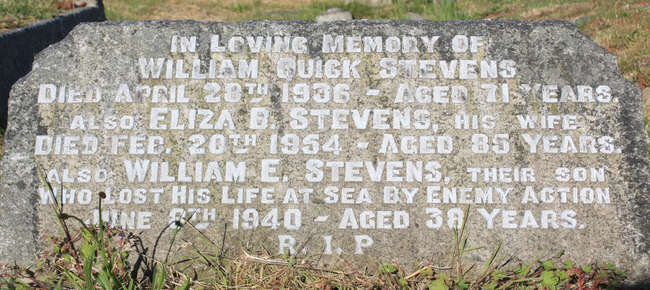 IN LOVING MEMORY OF
WILLIAM QUICK STEVENS
DIED APRIL 28TH 1936 - AGED 71 YEARS.
ALSO ELIZA B. STEVENS, HIS WIFE
DIED FEB. 20TH 1954 - AGED 85 YEARS.
ALSO WILLIAM E. STEVENS, THEIR SON
WHO LOST HIS LIFE AT SEA BY ENEMY ACTION
JUNE 1940 - AGED 38 YEARS.
R.I.P